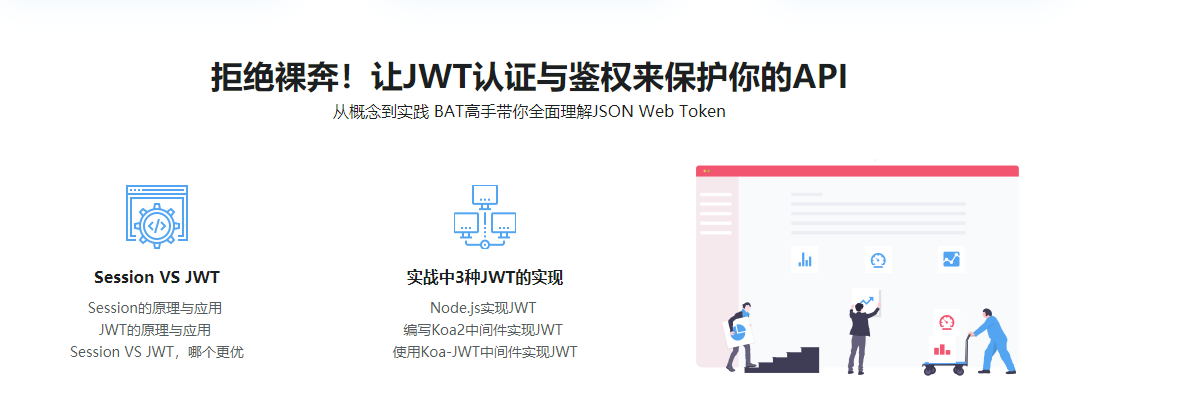 拒绝裸奔！让JWT认证与鉴权来保护你的API
从概念到实践 BAT高手带你全面理解JSON Web Token
Session VS JWT
Session的原理与应用
JWT的原理与应用
Session VS JWT，哪个更优
实战中3种JWT的实现
Node.js实现JWT
编写Koa2中间件实现JWT
使用Koa-JWT中间件实现JWT